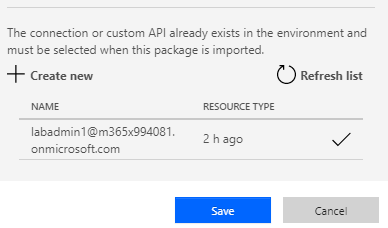 The connection or custom API already exists in the environment and
must be selected when this package is imported.
Create new
Refresh list
NAME
RESOURCE TYPE
labadmin1@m365x994081.
onmicrosoft.com
2 h ago
Save
Cancel